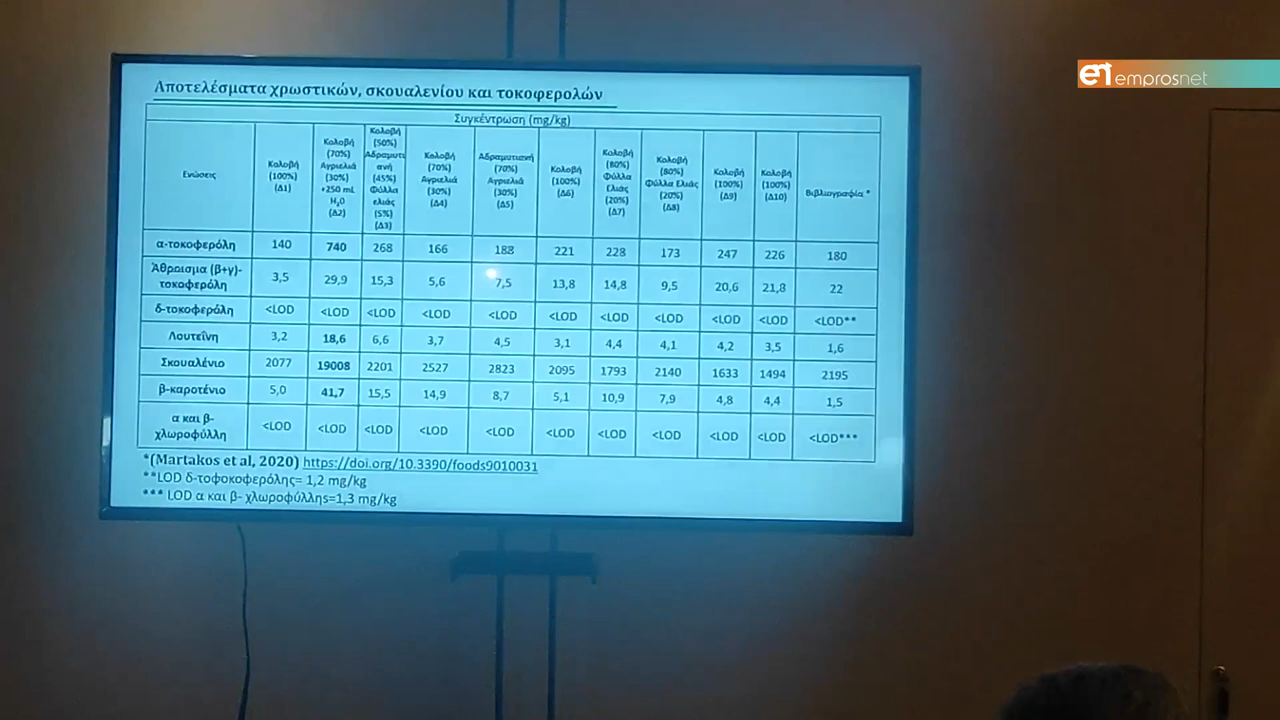 emprosnet
Αποτελέσματα χρωστικών, σκουαλενίου και τοκοφερολών
Συγκέντρωση (mg/kg)
Ενώσεις Κολοβή (100%) (Δ1) Κολοβή (70%) Αγριελιά (30%) +250 mL H₂O (Δ2) Κολοβή (50%) Αδραμυτιανή (45%) Φύλλα ελιάς (5%) (Δ3) Κολοβή (70%) Αγριελιά (30%) (Δ4) Αδραμυτιανή (70%) Αγριελιά (30%) (Δ5) Κολοβή (100%) (Δ6) Κολοβή (80%) Φύλλα Ελιάς (20%) (Δ7) Κολοβή (80%) Φύλλα Ελιάς (20%) (Δ8) Κολοβή (100%) (Δ9) Κολοβή (100%) (Δ10) Βιβλιογραφία *
α-τοκοφερόλη 140 740 268 166 188 221 228 173 247 226 180
Άθροισμα (β+γ)-τοκοφερόλη 3,5 29,9 15,3 5,6 7,5 13,8 14,8 9,5 20,6 21,8 22
δ-τοκοφερόλη <LOD <LOD <LOD <LOD <LOD <LOD <LOD <LOD <LOD <LOD <LOD**
Λουτεΐνη 3,2 18,6 6,6 3,7 4,5 3,1 4,4 4,1 4,2 3,5 1,6
Σκουαλένιο 2077 19008 2201 2527 2823 2095 1793 2140 1633 1494 2195
β-καροτένιο 5,0 41,7 15,5 14,9 8,7 5,1 10,9 7,9 4,8 4,4 1,5
α και β-χλωροφύλλη <LOD <LOD <LOD <LOD <LOD <LOD <LOD <LOD <LOD <LOD <LOD***
*(Martakos et al, 2020) https://doi.org/10.3390/foods9010031
**LOD δ-τοφοκοφερόλης= 1,2 mg/kg
*** LOD α και β- χλωροφύλλης=1,3 mg/kg